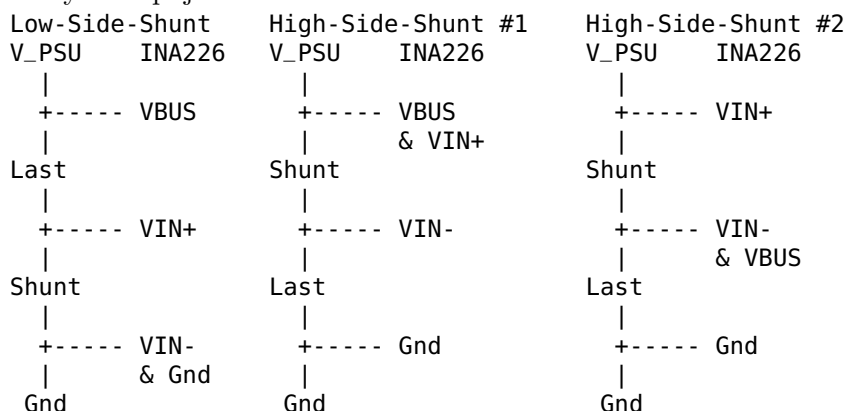 Low-Side-Shunt High-Side-Shunt #1 High-Side-Shunt #2
V_PSU INA226 V_PSU INA226 V_PSU INA226
| | |
+----- VBUS +----- VBUS +----- VIN+
| | & VIN+ |
Last Shunt Shunt
| | |
+----- VIN+ +----- VIN- +----- VIN-
| | | & VBUS
Shunt Last Last
| | |
+----- VIN- +----- Gnd +----- Gnd
| & Gnd | |
Gnd Gnd Gnd